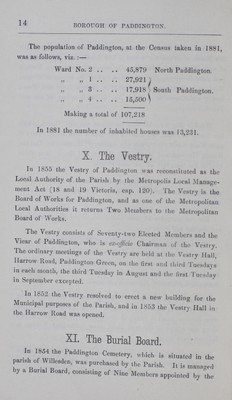 14 BOROUGH OF PADDINGTON.
The population of Paddington, at the Census taken in 1881,
was as follows, viz. :—
Ward No. 2 .. .. 45,879 North Paddington.
„ „ 1 .. .. 27,921
„ „ 3 .. .. 17,918 } South Paddington.
„ „ 4 .. .. 15,500
Making a total of 107,218
In 1881 the number of inhabited houses was 13,231.
X. The Vestry.
In 1855 the Vestry of Paddington was reconstituted as the
Local Authority of the Parish by the Metropolis Local Manage-
ment Act (18 and 19 Victoria, cap. 120). The Vestry is the
Board of Works for Paddington, and as one of the Metropolitan
Local Authorities it returns Two Members to the Metropolitan
Board of Works.
The Vestry consists of Seventy-two Elected Members and the
Vicar of Paddington, who is ex-officio Chairman of the Vestry.
The ordinary meetings of the Vestry are held at the Vestry Hall,
Harrow Road, Paddington Green, on the first and third Tuesdays
in each month, the third Tuesday in August and the first Tuesday
in September excepted.
In 1852 the Vestry resolved to erect a new building for the
Municipal purposes of the Parish, and in 1853 the Vestry Hall in
the Harrow Road was opened.
XI. The Burial Board.
In 1854 the Paddington Cemetery, which is situated in the
parish of Willesden, was purchased by the Parish. It is managed
by a Burial Board, consisting of Nine Members appointed by the